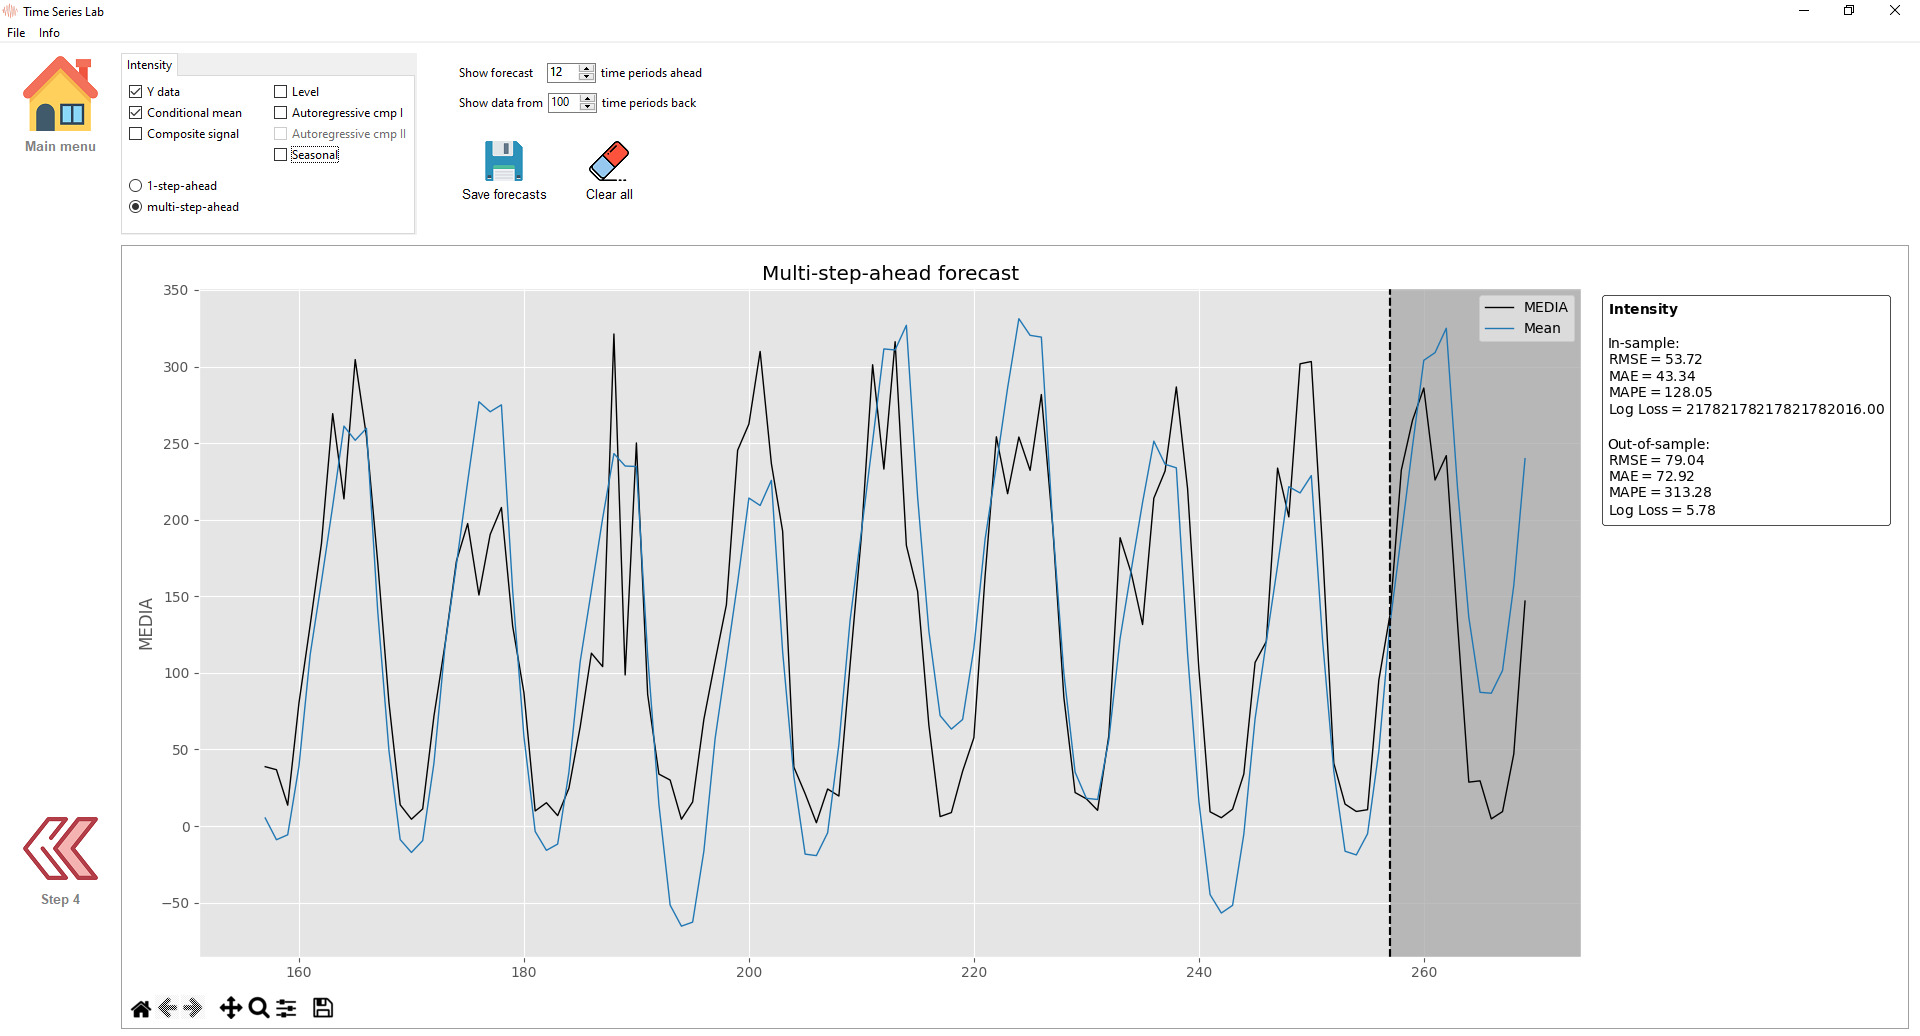 Time Series Lab
File Info
Main menu
Intensity
Y data
Level
Conditional mean
Autoregressive cmp I
Composite signal
Autoregressive cmp II
Seasonal
1-step-ahead
multi-step-ahead
Show forecast 12 time periods ahead
Show data from 100 time periods back
Save forecasts
Clear all
Multi-step-ahead forecast
350
300
250
200
150
100
50
0
−50
MEDIA
160
180
200
220
240
260
MEDIA
Mean
Intensity
In-sample:
RMSE = 53.72
MAE = 43.34
MAPE = 128.05
Log Loss = 21782178217821782016.00
Out-of-sample:
RMSE = 79.04
MAE = 72.92
MAPE = 313.28
Log Loss = 5.78
Step 4